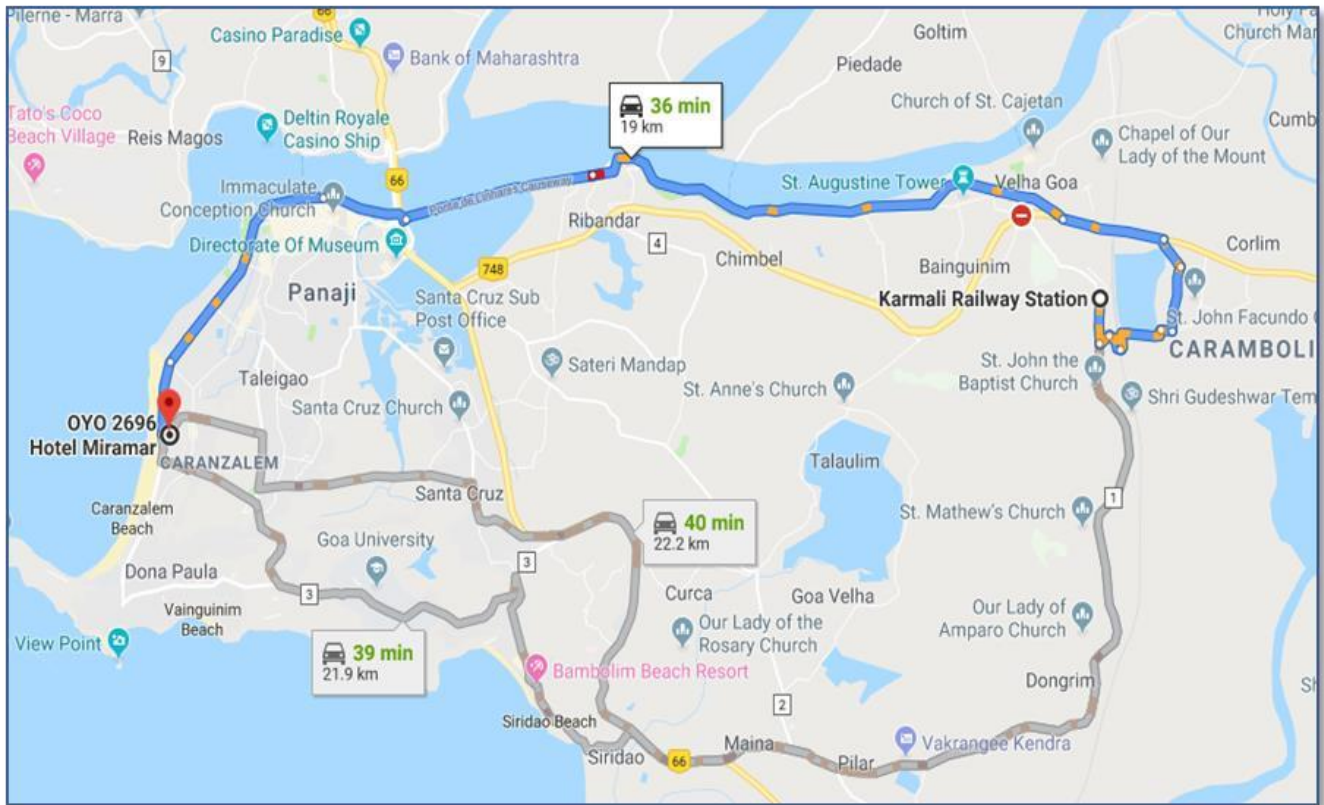 Pilerne - Marra
66
Casino Paradise
Bank of Maharashtra
9
Goltim
Piedade
Church Mar
Tato's Coco
Beach Village
Reis Magos
Deltin Royale
Casino Ship
36 min
19 km
Church of St. Cajetan
Chapel of Our
Lady of the Mount
Cumb
Immaculate
Conception Church
66
Ponte de Linhares Causeway
St. Augustine Tower
Velha Goa
Directorate Of Museum
Ribandar
4
Chimbel
Corlim
748
Bainguinim
Panaji
Santa Cruz Sub
Post Office
Karmali Railway Station
St. John Facundo
CARAMBOLI
Sateri Mandap
St. John the
Baptist Church
Taleigao
Santa Cruz Church
St. Anne's Church
Shri Gudeshwar Tem
OYO 2696
Hotel Miramar
CARANZALEM
Talaulim
Santa Cruz
1
Caranzalem
Beach
40 min
22.2 km
St. Mathew's Church
Goa University
3
Dona Paula
3
Curca
Goa Velha
Vainguinim
Beach
Our Lady of
Amparo Church
Our Lady of the
Rosary Church
View Point
39 min
21.9 km
Bambolim Beach Resort
Dongrim
2
Siridao Beach
Siridao
66
Maina
Pilar
Vakrangee Kendra